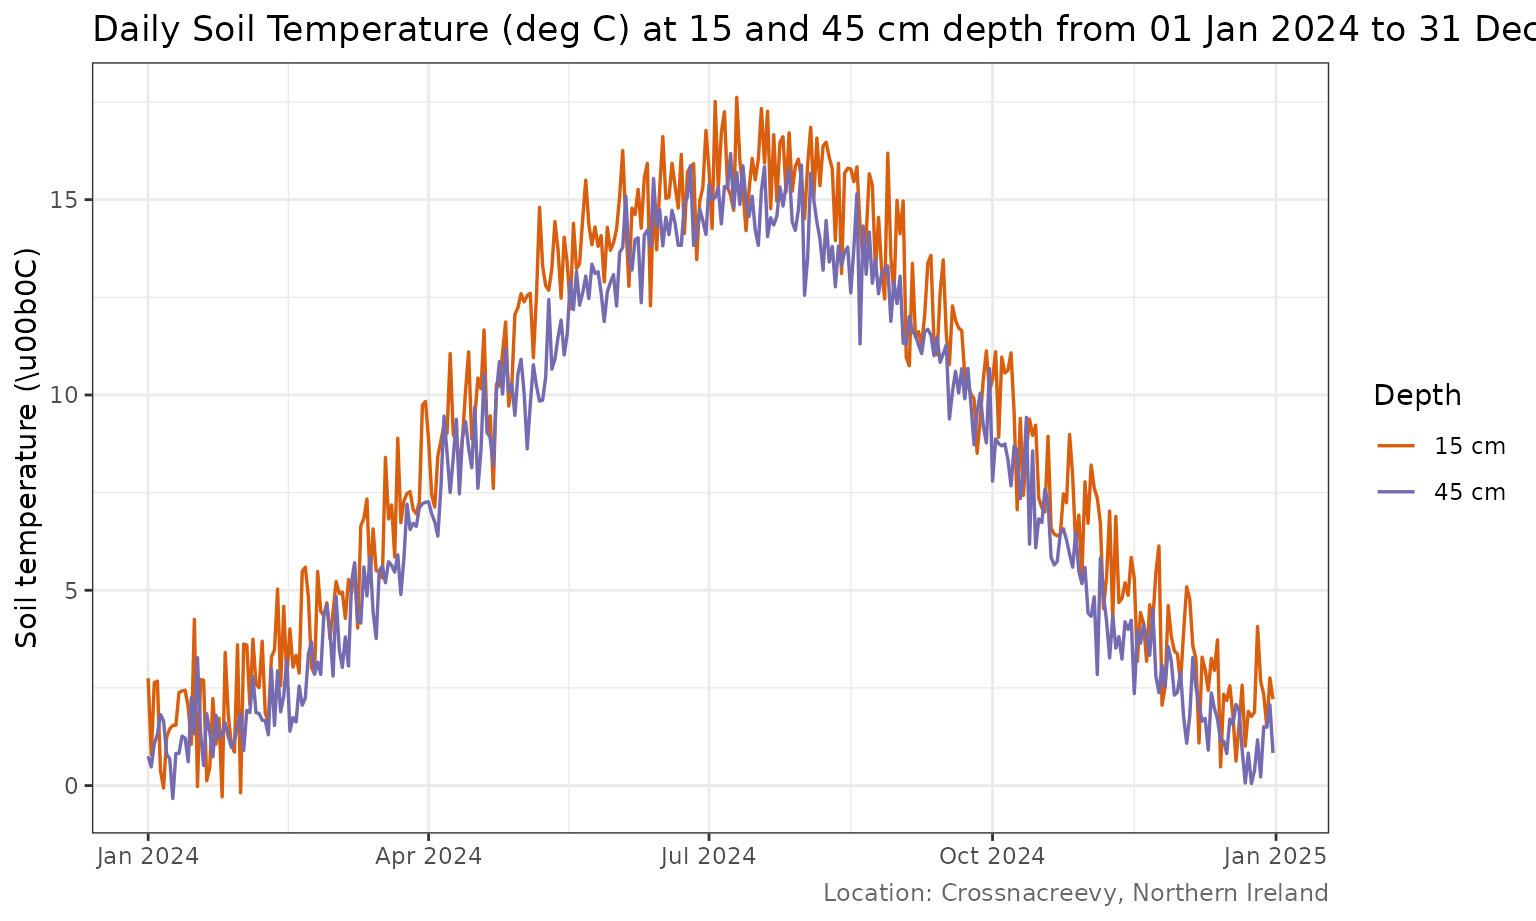 Daily Soil Temperature (deg C) at 15 and 45 cm depth from 01 Jan 2024 to 31 Dec
Soil temperature (\u00b0C)
15
10
5
0
Jan 2024 Apr 2024 Jul 2024 Oct 2024 Jan 2025
Depth
15 cm
45 cm
Location: Crossnacreevy, Northern Ireland